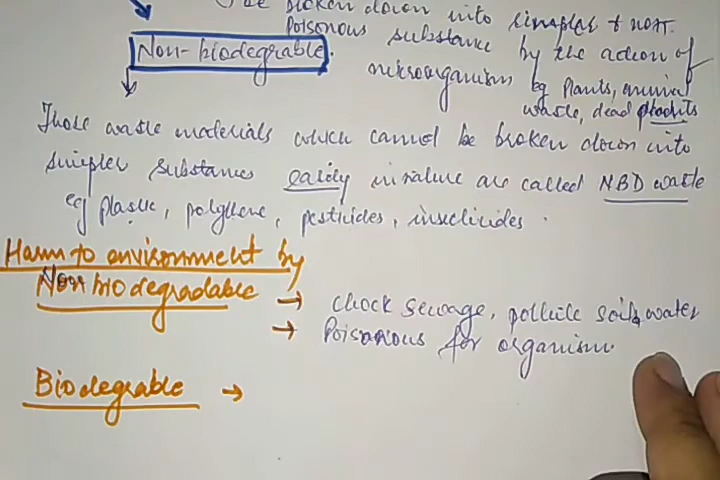 be broken down into simpler & non-
Poisonous substance by the action of
Non-biodegrable.
microorganism eg Plants, animal
waste, dead products
Those waste materials which cannot be broken down into
simpler substances easily in nature are called NBD waste
eg plastic, polythene, pesticides, insecticides.
Harm to environment by
Non biodegradable → chock sewage, pollute soil & water
→ Poisonous for organism.
Biodegrable →